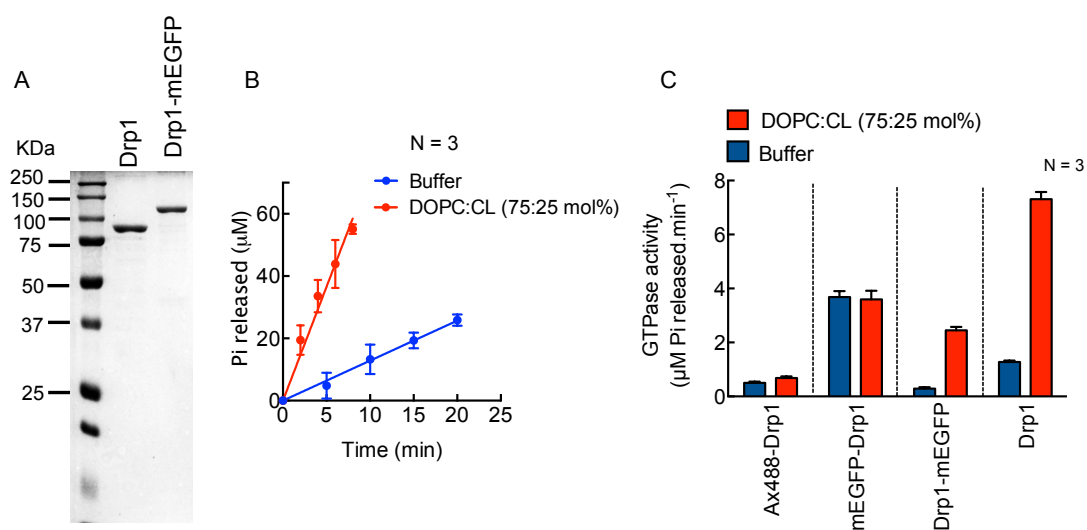 A
Drp1
Drp1-mEGFP
KDa
250
150
100
75
50
37
25
B
N = 3
Buffer
DOPC:CL (75:25 mol%)
Pi released (µM)
60
40
20
0
0
5
10
15
20
25
Time (min)
C
DOPC:CL (75:25 mol%)
Buffer
N = 3
GTPase activity
(µM Pi released.min⁻¹)
8
6
4
2
0
Ax488-Drp1
mEGFP-Drp1
Drp1-mEGFP
Drp1